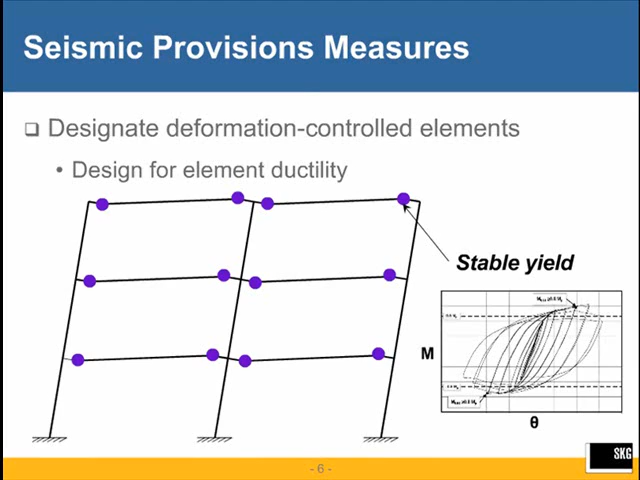 Seismic Provisions Measures
Designate deformation-controlled elements
• Design for element ductility
Stable yield
M
θ
- 6 -
SKG